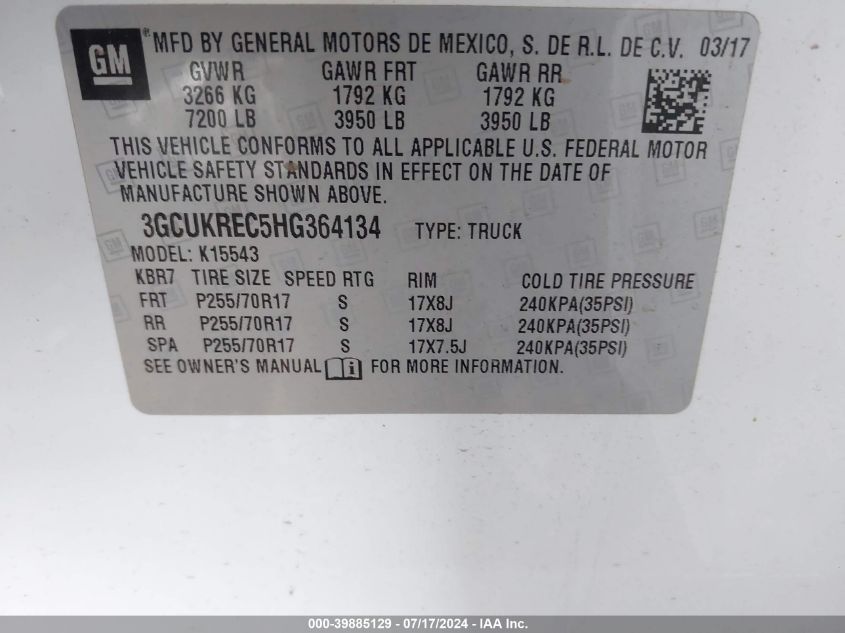 GM ® MFD BY GENERAL MOTORS DE MEXICO, S. DE R.L. DE C.V. 03/17
GVWR GAWR FRT GAWR RR
3266 KG 1792 KG 1792 KG
7200 LB 3950 LB 3950 LB
THIS VEHICLE CONFORMS TO ALL APPLICABLE U.S. FEDERAL MOTOR
VEHICLE SAFETY STANDARDS IN EFFECT ON THE DATE OF
MANUFACTURE SHOWN ABOVE.
3GCUKREC5HG364134 TYPE: TRUCK
MODEL: K15543
KBR7 TIRE SIZE SPEED RTG RIM COLD TIRE PRESSURE
FRT P255/70R17 S 17X8J 240KPA(35PSI)
RR P255/70R17 S 17X8J 240KPA(35PSI)
SPA P255/70R17 S 17X7.5J 240KPA(35PSI)
SEE OWNER'S MANUAL i FOR MORE INFORMATION.
000-39885129 - 07/17/2024 - IAAI.com